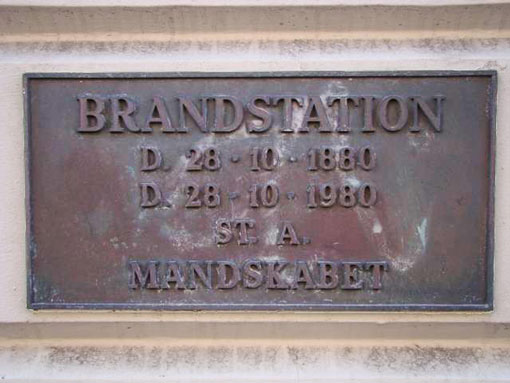 BRANDSTATION
D. 28 · 10 · 1880
D. 28 - 10 - 1980
ST. A.
MANDSKABET